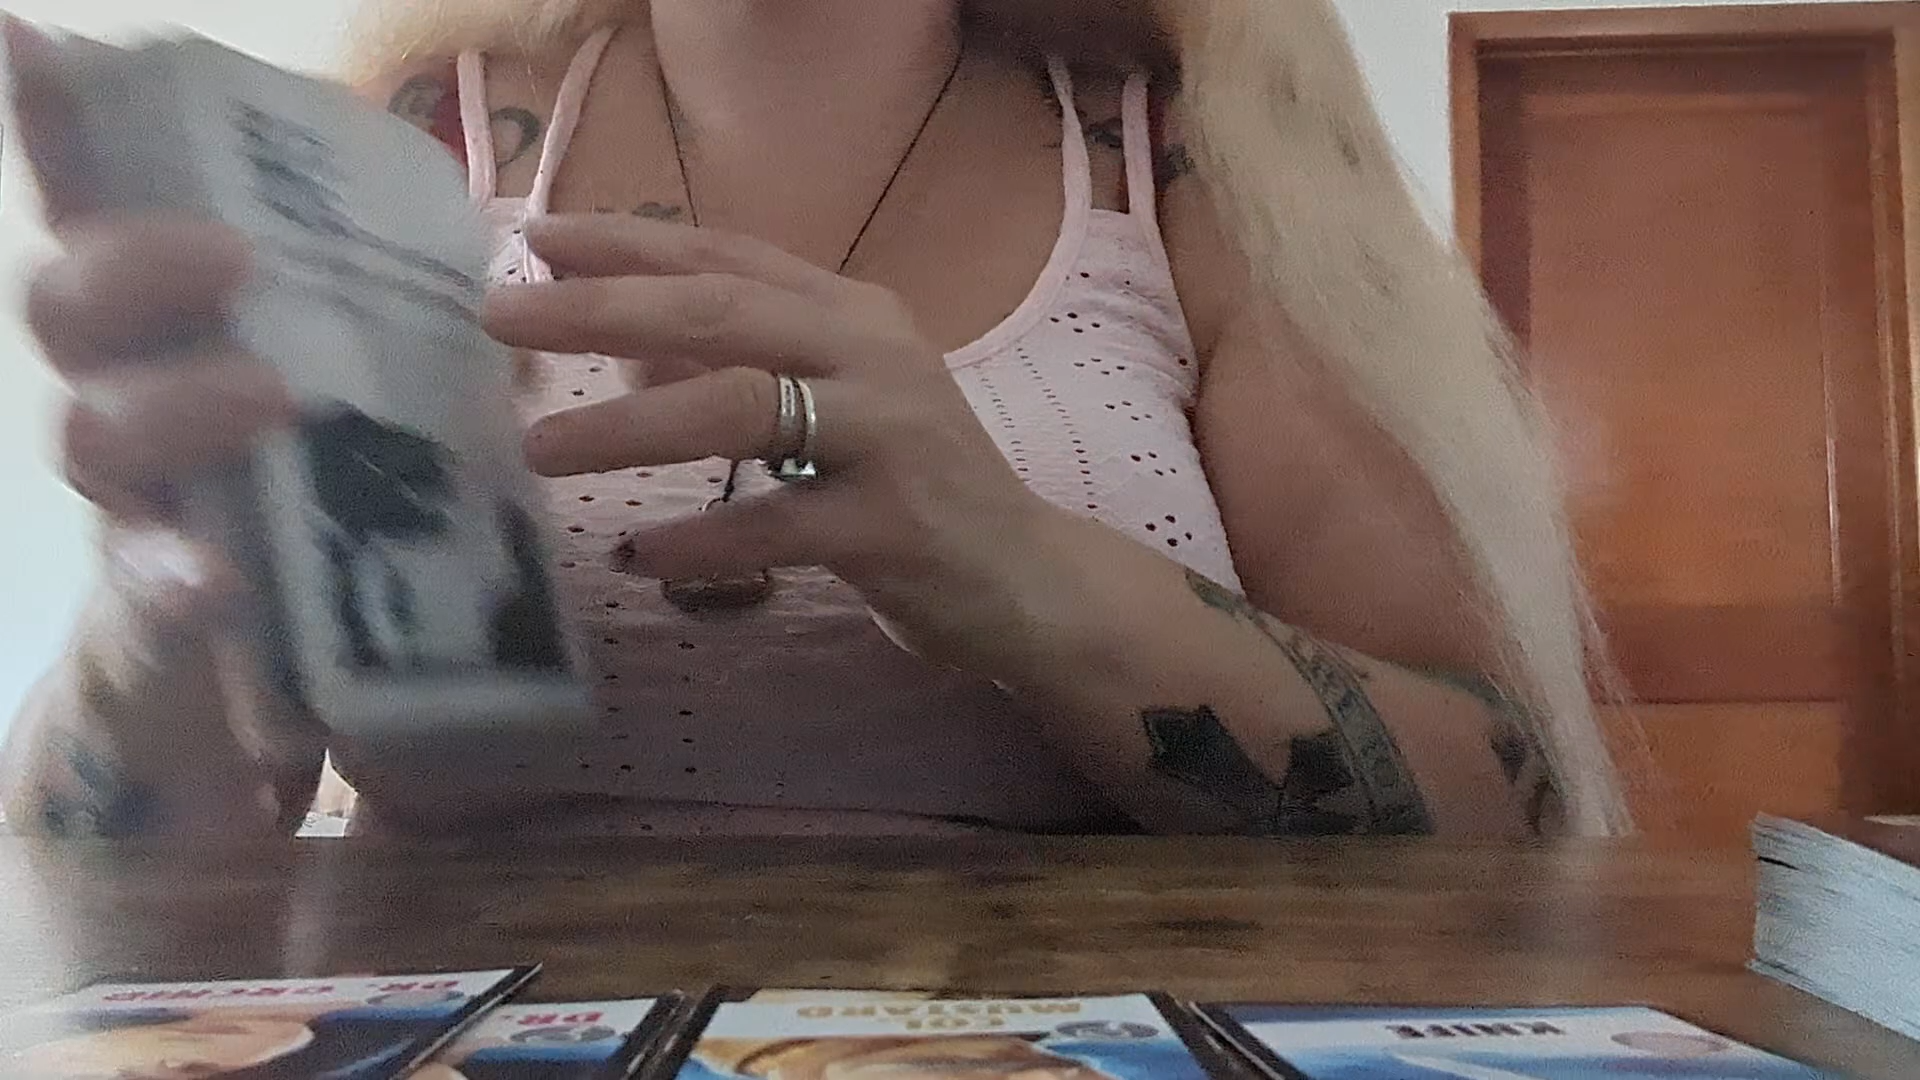 DR. ORCHID
DR.
COL.
MUSTARD
KNIFE